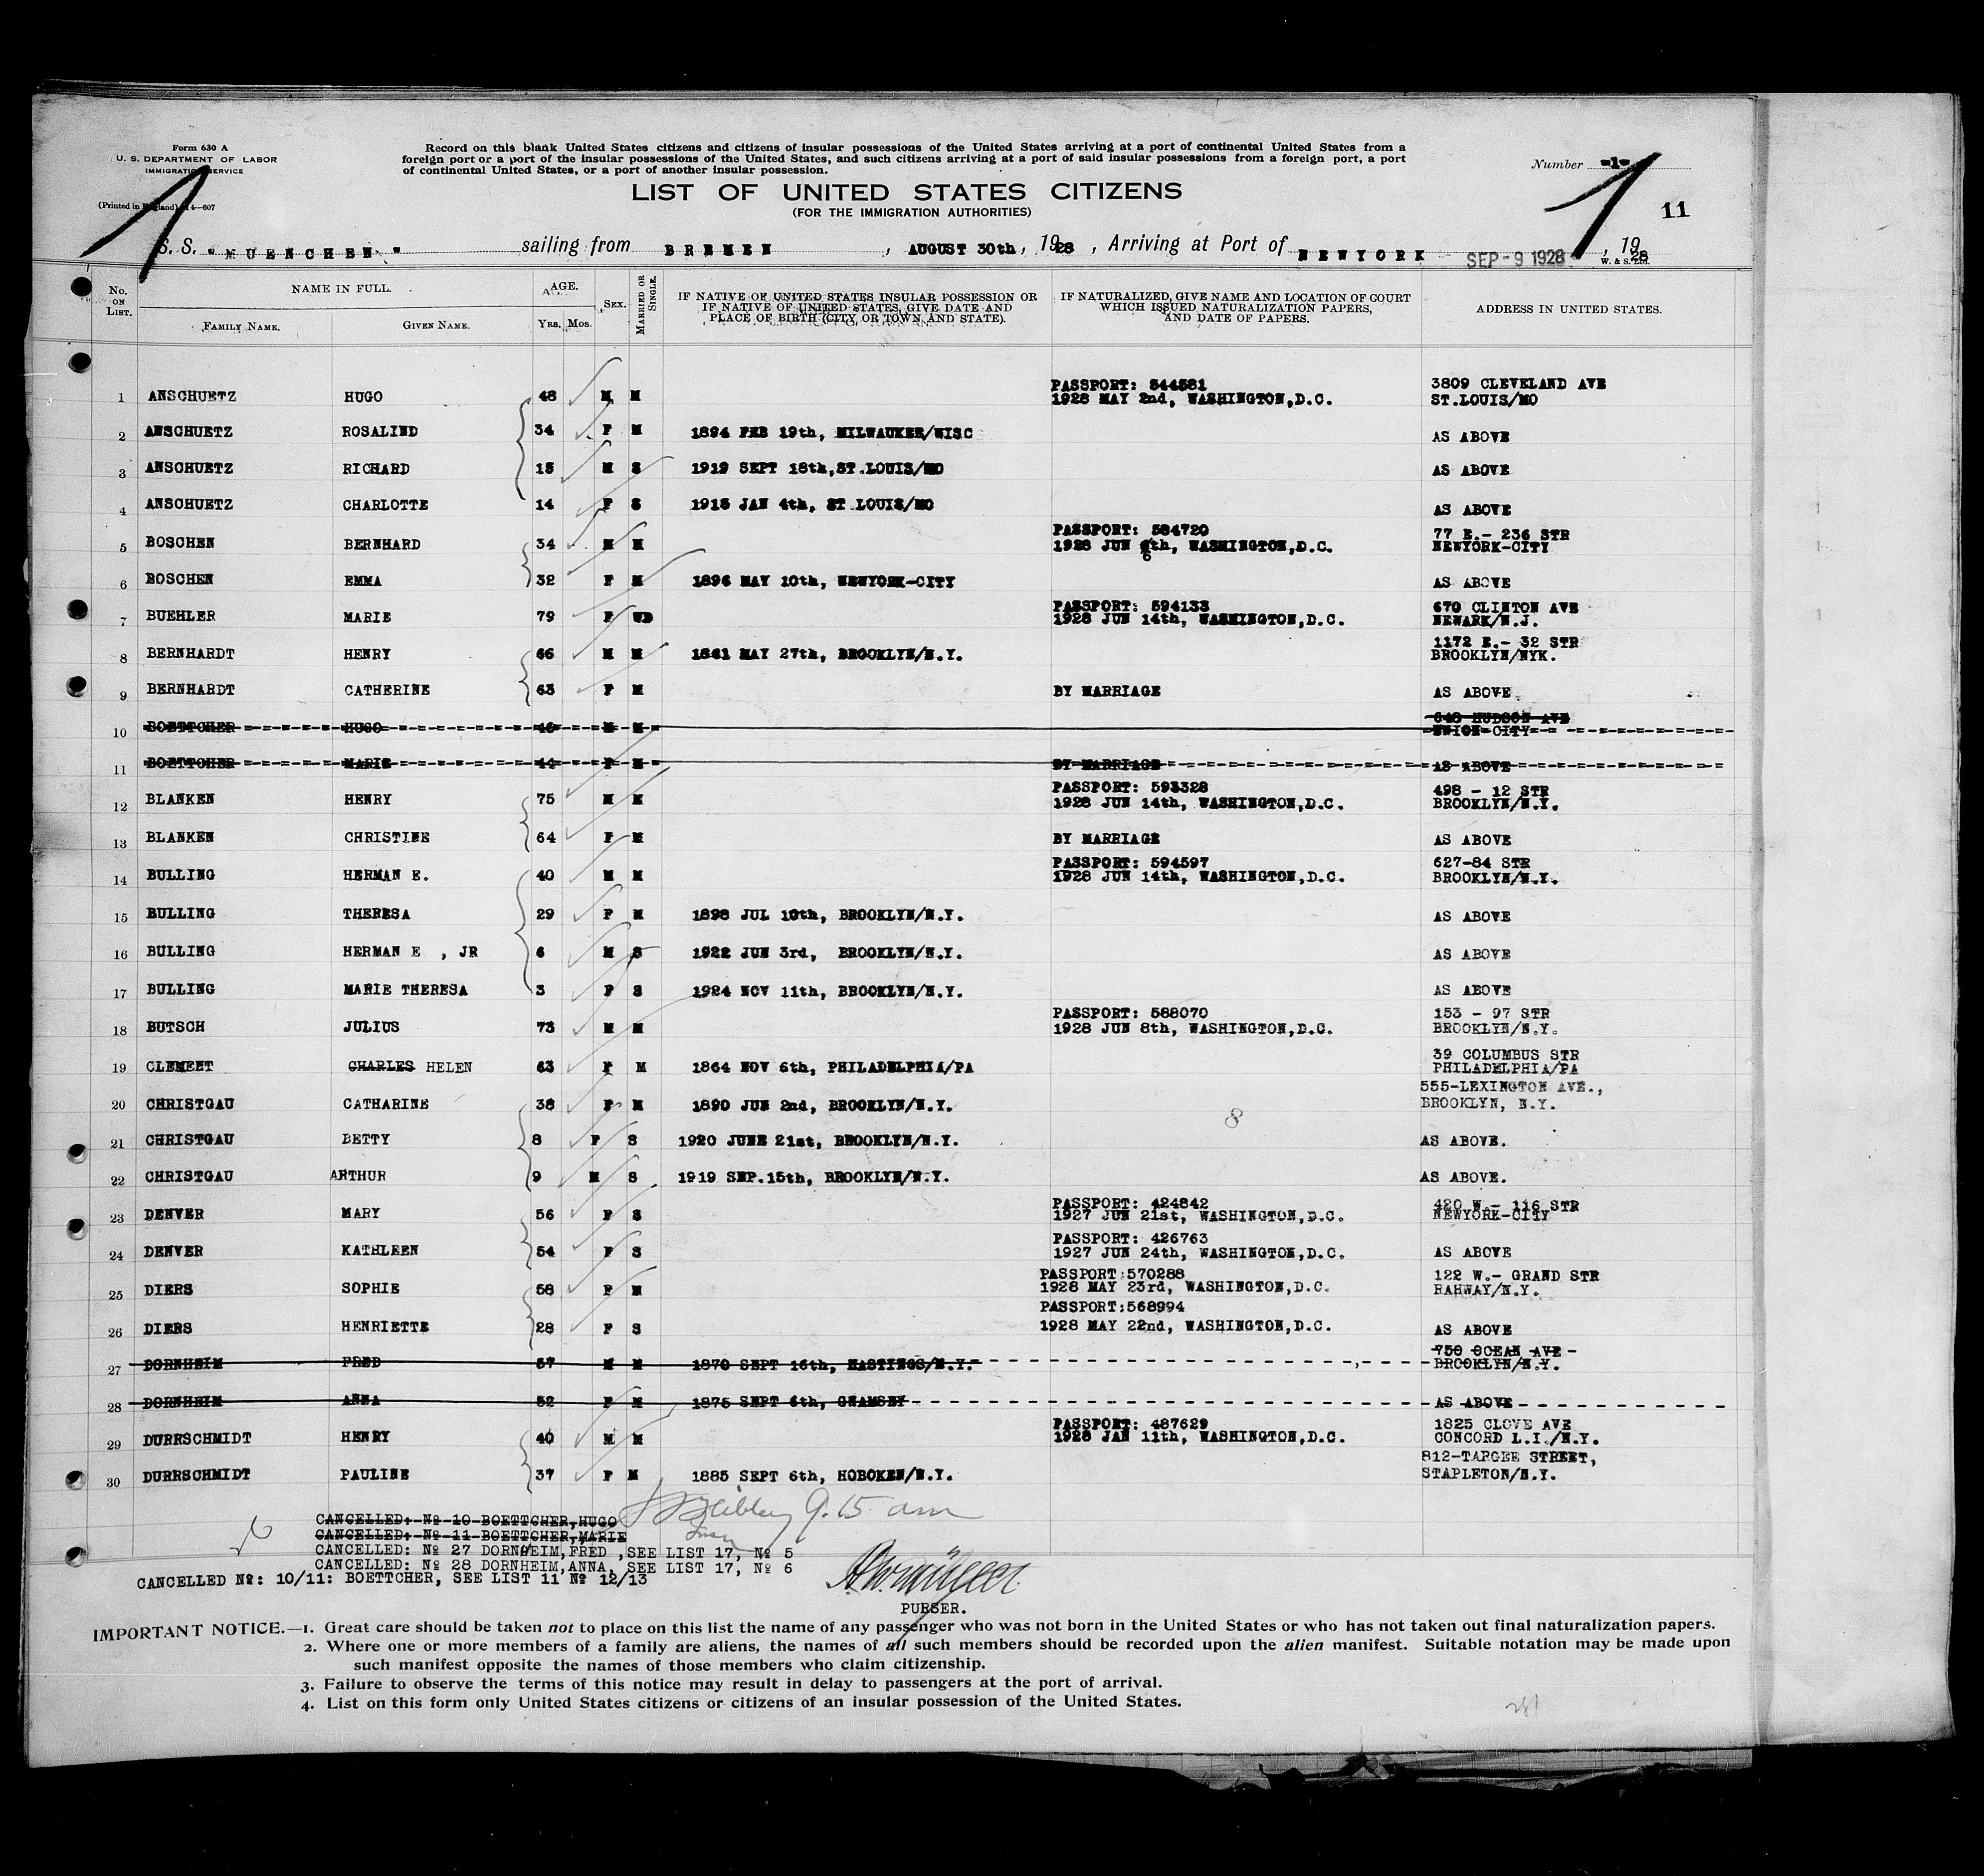 Form 630 A
U. S. DEPARTMENT OF LABOR
IMMIGRATION SERVICE
(Printed in England) 14—607
Record on this blank United States citizens and citizens of insular possessions of the United States arriving at a port of continental United States from a
foreign port or a port of the insular possessions of the United States, and such citizens arriving at a port of said insular possessions from a foreign port, a port
of continental United States, or a port of another insular possession.
Number -1-
1 1
11
LIST OF UNITED STATES CITIZENS
(FOR THE IMMIGRATION AUTHORITIES)
S. S. "MUENCHEN" sailing from BREMEN, AUGUST 30th, 1928, Arriving at Port of NEWYORK SEP -9 1928, 1928
W. & S. Ltd.
No. on List. NAME IN FULL. AGE. Sex. Married or Single. IF NATIVE OF UNITED STATES INSULAR POSSESSION OR IF NATIVE OF UNITED STATES, GIVE DATE AND PLACE OF BIRTH (CITY OR TOWN AND STATE). IF NATURALIZED, GIVE NAME AND LOCATION OF COURT WHICH ISSUED NATURALIZATION PAPERS, AND DATE OF PAPERS. ADDRESS IN UNITED STATES.
Family Name. Given Name. Yrs. Mos.
1 ANSCHUETZ HUGO 48 M M PASSPORT: 544581 1928 MAY 2nd, WASHINGTON,D.C. 3809 CLEVELAND AVE ST.LOUIS/MO
2 ANSCHUETZ ROSALIND 34 F M 1894 FEB 19th, MILWAUKEE/WISC AS ABOVE
3 ANSCHUETZ RICHARD 15 M S 1919 SEPT 18th,ST.LOUIS/MO AS ABOVE
4 ANSCHUETZ CHARLOTTE 14 F S 1915 JAN 4th, ST LOUIS/MO AS ABOVE
5 BOSCHEN BERNHARD 34 M M PASSPORT: 584720 1928 JUN 6th, WASHINGTON,D.C. 77 E.- 236 STR NEWYORK-CITY
6 BOSCHEN EMMA 32 F M 1896 MAY 10th, NEWYORK-CITY AS ABOVE
7 BUEHLER MARIE 79 F WD PASSPORT: 594133 1928 JUN 14th, WASHINGTON,D.C. 670 CLINTON AVE NEWARK/N.J.
8 BERNHARDT HENRY 66 M M 1861 MAY 27th, BROOKLYN/N.Y. 1172 E.- 32 STR BROOKLYN/NYK.
9 BERNHARDT CATHERINE 63 F M BY MARRIAGE AS ABOVE
10 BOETTCHER HUGO M M 648 HUDSON AVE UNION-CITY
11 BOETTCHER MARIE 44 F M BY MARRIAGE AS ABOVE
12 BLANKEN HENRY 75 M M PASSPORT: 593328 1928 JUN 14th, WASHINGTON,D.C. 498 - 12 STR BROOKLYN/N.Y.
13 BLANKEN CHRISTINE 64 F M BY MARRIAGE AS ABOVE
14 BULLING HERMAN E. 40 M M PASSPORT: 594597 1928 JUN 14th, WASHINGTON,D.C. 627-84 STR BROOKLYN/N.Y.
15 BULLING THERESA 29 F M 1898 JUL 10th, BROOKLYN/N.Y. AS ABOVE
16 BULLING HERMAN E , JR 6 M S 1922 JUN 3rd, BROOKLYN/N.Y. AS ABOVE
17 BULLING MARIE THERESA 3 F S 1924 NOV 11th, BROOKLYN/N.Y. AS ABOVE
18 BUTSCH JULIUS 73 M M PASSPORT: 588070 1928 JUN 8th, WASHINGTON,D.C. 153 - 97 STR BROOKLYN/N.Y.
19 CLEMENT CHARLES HELEN 63 F M 1864 NOV 6th, PHILADELPHIA/PA 39 COLUMBUS STR PHILADELPHIA/PA
20 CHRISTGAU CATHARINE 38 F M 1890 JUN 2nd, BROOKLYN/N.Y. 8 555-LEXINGTON AVE., BROOKLYN, N.Y.
21 CHRISTGAU BETTY 8 F S 1920 JUNE 21st, BROOKLYN/N.Y. AS ABOVE.
22 CHRISTGAU ARTHUR 9 M S 1919 SEP.15th, BROOKLYN/N.Y. AS ABOVE.
23 DENVER MARY 56 F S PASSPORT: 424842 1927 JUN 21st, WASHINGTON,D.C. 420 W.- 116 STR NEWYORK-CITY
24 DENVER KATHLEEN 54 F S PASSPORT: 426763 1927 JUN 24th, WASHINGTON,D.C. AS ABOVE
25 DIERS SOPHIE 58 F M PASSPORT:570288 1928 MAY 23rd, WASHINGTON,D.C. 122 W.- GRAND STR RAHWAY/N.Y.
26 DIERS HENRIETTE 28 F S PASSPORT:568994 1928 MAY 22nd, WASHINGTON,D.C. AS ABOVE
27 DORNHEIM FRED 57 M M 1870 SEPT 16th, HASTINGS/N.Y. 750 OCEAN AVE BROOKLYN/N.Y.
28 DORNHEIM ANNA 52 F M 1875 SEPT 6th, AS ABOVE
29 DURRSCHMIDT HENRY 40 M M PASSPORT: 487629 1928 JAN 11th, WASHINGTON,D.C. 1825 CLOVE AVE CONCORD L.I./N.Y.
30 DURRSCHMIDT PAULINE 37 F M 1885 SEPT 6th, HOBOKEN/N.Y. 812-TARGEE STREET, STAPLETON/N.Y.
9.15 am
CANCELLED: No 10 BOETTCHER,HUGO
CANCELLED: No 11 BOETTCHER,MARIE
CANCELLED: No 27 DORNHEIM,FRED ,SEE LIST 17, No 5
CANCELLED: No 28 DORNHEIM,ANNA, SEE LIST 17, No 6
CANCELLED No: 10/11: BOETTCHER, SEE LIST 11 No 12/13
PURSER.
IMPORTANT NOTICE.—1. Great care should be taken not to place on this list the name of any passenger who was not born in the United States or who has not taken out final naturalization papers.
2. Where one or more members of a family are aliens, the names of all such members should be recorded upon the alien manifest. Suitable notation may be made upon
such manifest opposite the names of those members who claim citizenship.
3. Failure to observe the terms of this notice may result in delay to passengers at the port of arrival.
4. List on this form only United States citizens or citizens of an insular possession of the United States.